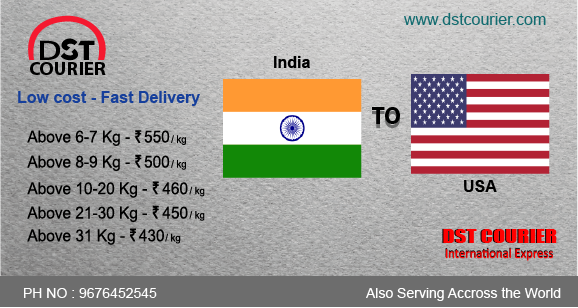 www.dstcourier.com
DST
COURIER
Low cost - Fast Delivery
India
TO
USA
Above 6-7 Kg - ₹550/ kg
Above 8-9 Kg - ₹500/ kg
Above 10-20 Kg - ₹460/ kg
Above 21-30 Kg - ₹450/ kg
Above 31 Kg - ₹430/ kg
DST COURIER
International Express
PH NO : 9676452545
Also Serving Accross the World